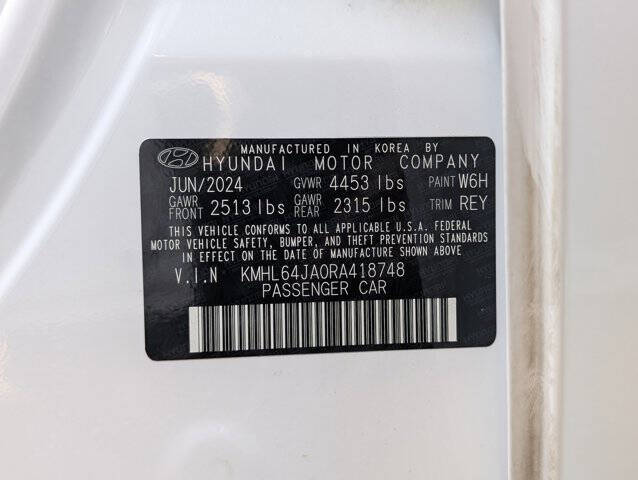 MANUFACTURED IN KOREA BY
HYUNDAI MOTOR COMPANY
JUN/2024 GVWR 4453 lbs PAINT W6H
GAWR FRONT 2513 lbs GAWR REAR 2315 lbs TRIM REY
THIS VEHICLE CONFORMS TO ALL APPLICABLE U.S.A. FEDERAL
MOTOR VEHICLE SAFETY, BUMPER, AND THEFT PREVENTION STANDARDS
IN EFFECT ON THE DATE OF MANUFACTURE SHOWN ABOVE
V.I.N KMHL64JA0RA418748
PASSENGER CAR